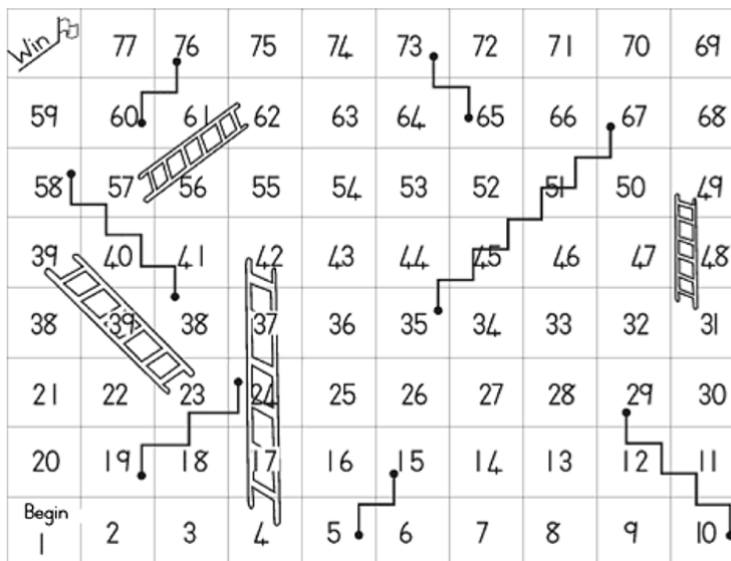 Win 77 76 75 74 73 72 71 70 69
59 60 61 62 63 64 65 66 67 68
58 57 56 55 54 53 52 51 50 49
39 40 41 42 43 44 45 46 47 48
38 39 38 37 36 35 34 33 32 31
21 22 23 24 25 26 27 28 29 30
20 19 18 17 16 15 14 13 12 11
Begin
1 2 3 4 5 6 7 8 9 10